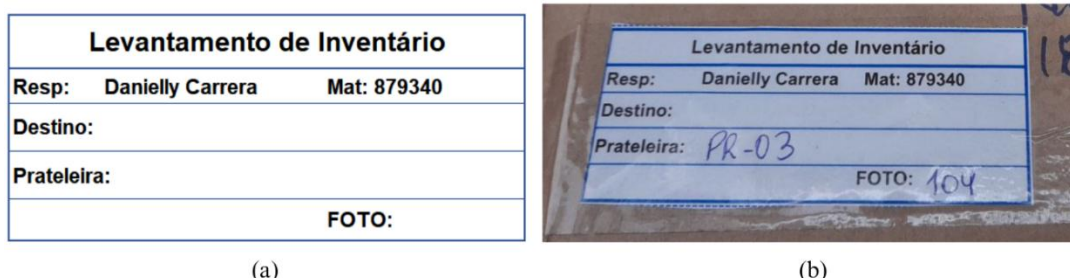 Levantamento de Inventário
Resp: Danielly Carrera Mat: 879340
Destino:
Prateleira:
FOTO:
(a)
Levantamento de Inventário
Resp: Danielly Carrera Mat: 879340
Destino:
Prateleira: PR-03
FOTO: 104
(b)